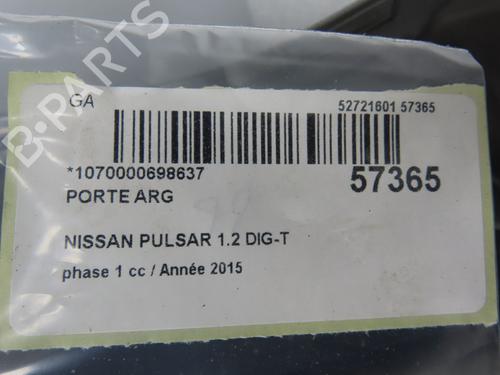 B-PARTS
GA
52721601 57365
*1070000698637
57365
PORTE ARG
NISSAN PULSAR 1.2 DIG-T
phase 1 cc / Année 2015